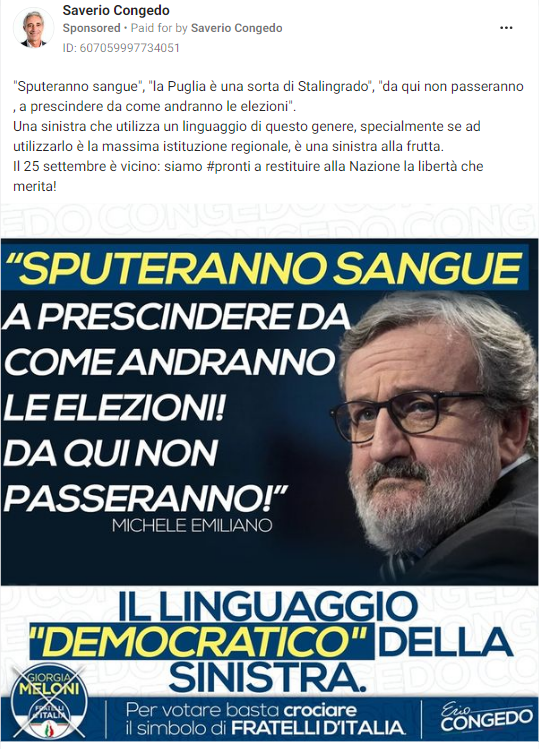 Saverio Congedo
Sponsored • Paid for by Saverio Congedo
ID: 607059997734051
"Sputeranno sangue", "la Puglia è una sorta di Stalingrado", "da qui non passeranno
, a prescindere da come andranno le elezioni".
Una sinistra che utilizza un linguaggio di questo genere, specialmente se ad
utilizzarlo è la massima istituzione regionale, è una sinistra alla frutta.
Il 25 settembre è vicino: siamo #pronti a restituire alla Nazione la libertà che
merita!
EDO CONGEDO CONGEDO CONG
“SPUTERANNO SANGUE
A PRESCINDERE DA
COME ANDRANNO
LE ELEZIONI!
DA QUI NON
PASSERANNO!”
MICHELE EMILIANO
IL LINGUAGGIO
"DEMOCRATICO" DELLA
SINISTRA.
GIORGIA
MELONI
FRATELLI
D'ITALIA
Per votare basta crociare
il simbolo di FRATELLI D'ITALIA.
Erio
CONGEDO